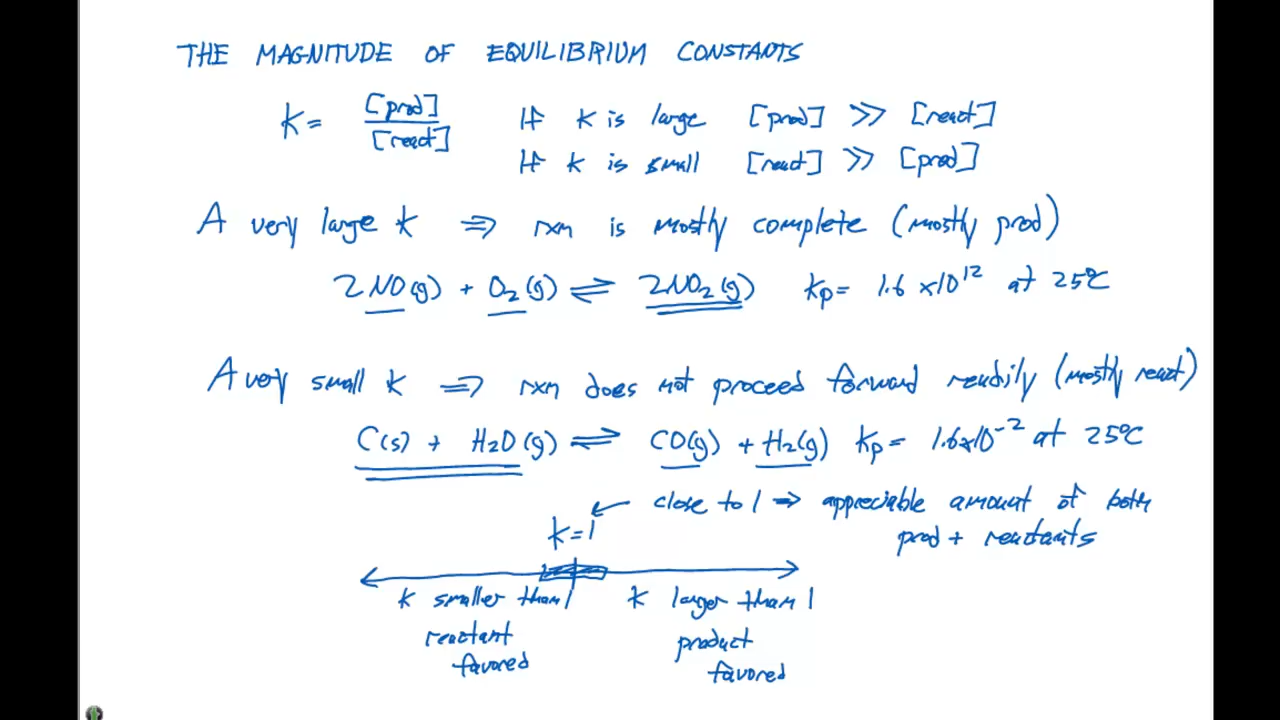 THE MAGNITUDE OF EQUILIBRIUM CONSTANTS
K = [prod] / [react] If K is large [prod] >> [react]
If K is small [react] >> [prod]
A very large K ⇒ rxn is mostly complete (mostly prod)
2NO(g) + O2(g) ⇌ 2NO2(g) Kp = 1.6 x10^12 at 25°C
A very small K ⇒ rxn does not proceed forward readily (mostly react)
C(s) + H2O(g) ⇌ CO(g) + H2(g) Kp = 1.6x10^-2 at 25°C
close to 1 ⇒ appreciable amount of both
K=1
prod + reactants
K smaller than 1
reactant
favored
K larger than 1
product
favored